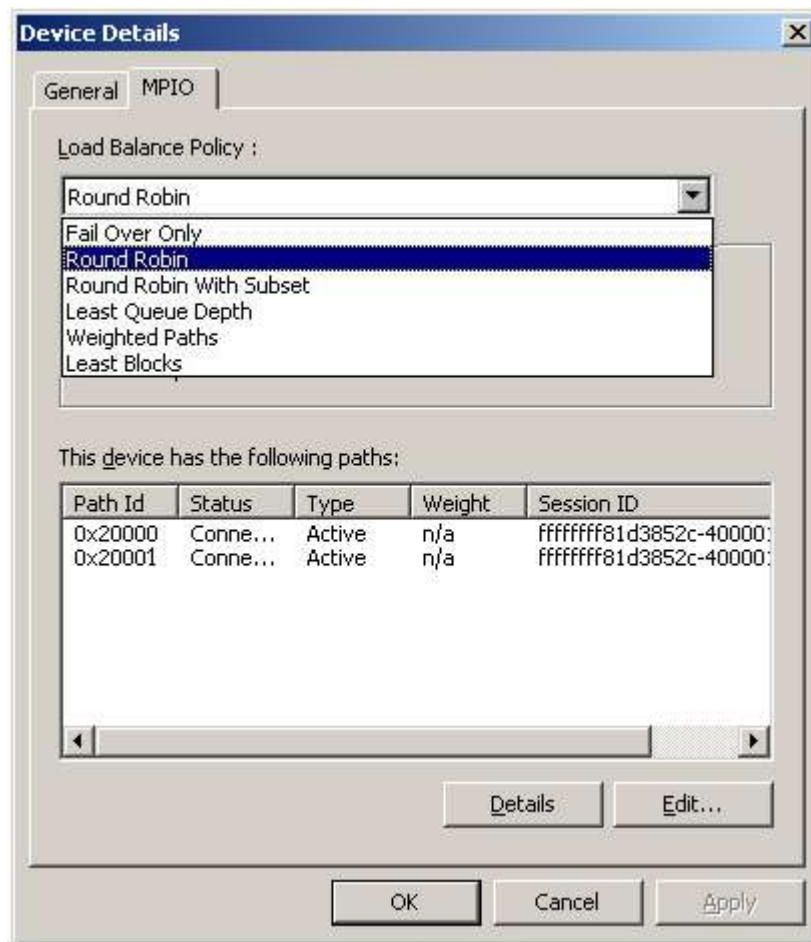 Device Details
General MPIO
Load Balance Policy :
Round Robin
Fail Over Only
Round Robin
Round Robin With Subset
Least Queue Depth
Weighted Paths
Least Blocks
This device has the following paths:
Path Id Status Type Weight Session ID
0x20000 Conne... Active n/a ffffffff81d3852c-400001
0x20001 Conne... Active n/a ffffffff81d3852c-400001
Details Edit...
OK Cancel Apply